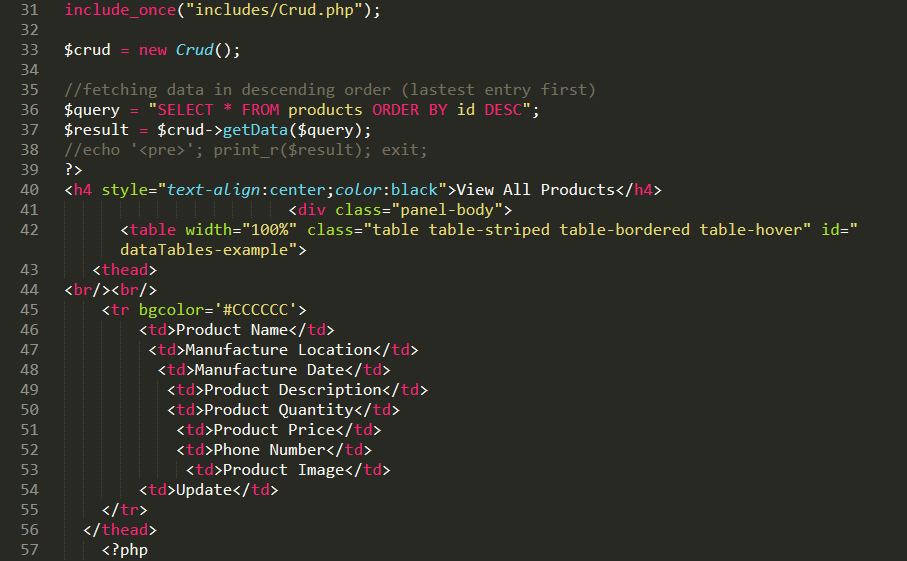 31 include_once("includes/Crud.php");
32
33 $crud = new Crud();
34
35 //fetching data in descending order (lastest entry first)
36 $query = "SELECT * FROM products ORDER BY id DESC";
37 $result = $crud->getData($query);
38 //echo '<pre>'; print_r($result); exit;
39 ?>
40 <h4 style="text-align:center;color:black">View All Products</h4>
41 <div class="panel-body">
42 <table width="100%" class="table table-striped table-bordered table-hover" id="
dataTables-example">
43 <thead>
44 <br/><br/>
45 <tr bgcolor='#CCCCCC'>
46 <td>Product Name</td>
47 <td>Manufacture Location</td>
48 <td>Manufacture Date</td>
49 <td>Product Description</td>
50 <td>Product Quantity</td>
51 <td>Product Price</td>
52 <td>Phone Number</td>
53 <td>Product Image</td>
54 <td>Update</td>
55 </tr>
56 </thead>
57 <?php